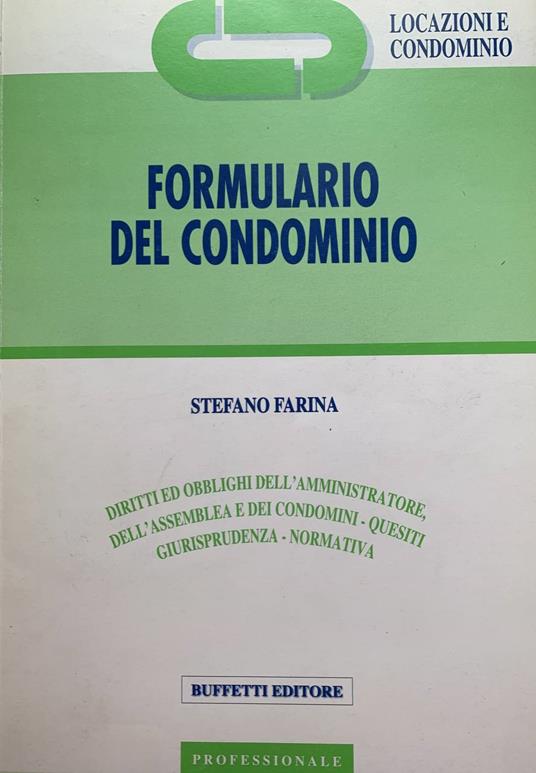 LOCAZIONI E
CONDOMINIO
FORMULARIO
DEL CONDOMINIO
STEFANO FARINA
DIRITTI ED OBBLIGHI DELL'AMMINISTRATORE,
DELL'ASSEMBLEA E DEI CONDOMINI - QUESITI
GIURISPRUDENZA - NORMATIVA
BUFFETTI EDITORE
PROFESSIONALE